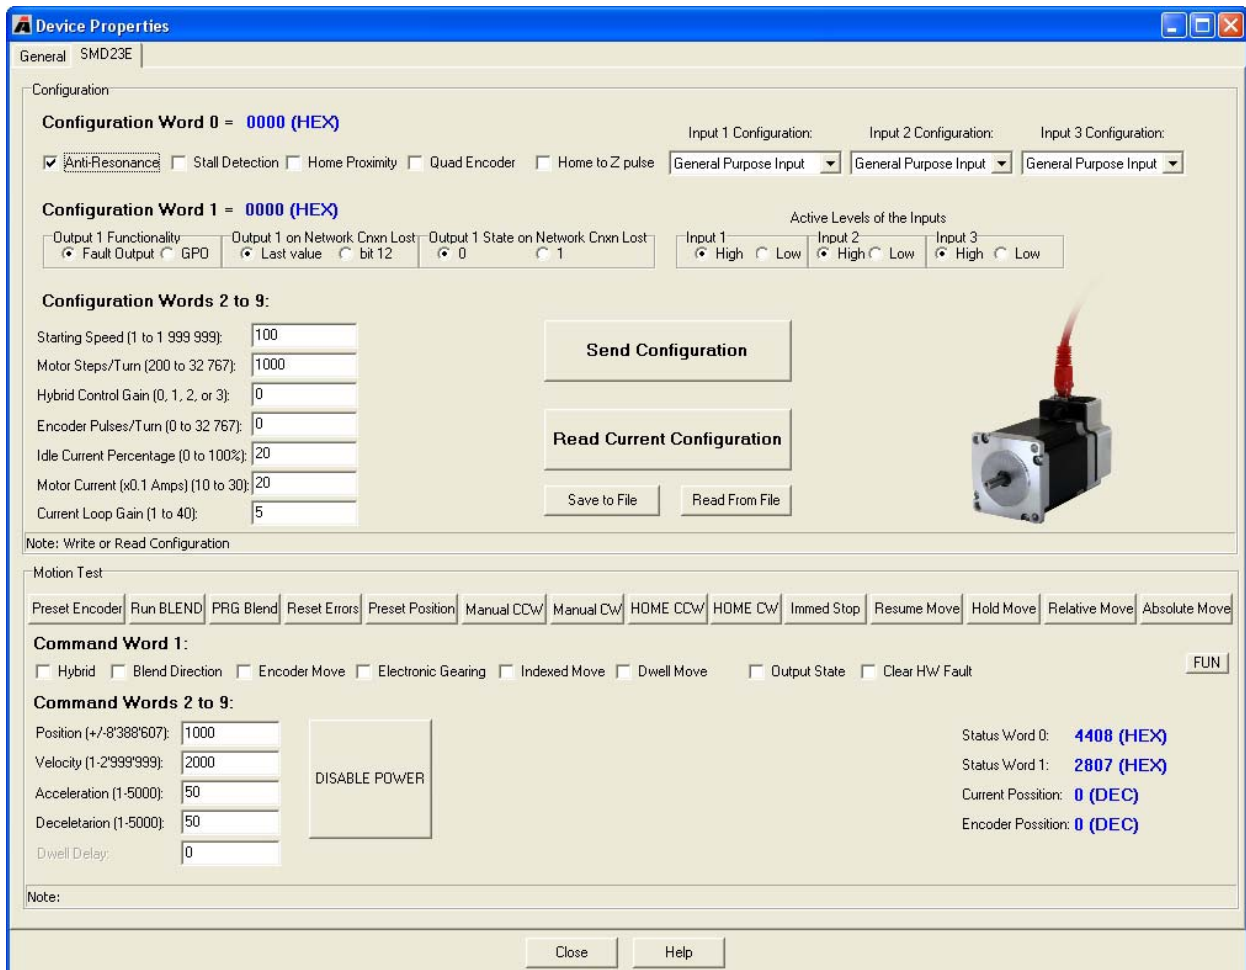 Device Properties
General SMD23E
Configuration
Configuration Word 0 = 0000 (HEX)
Input 1 Configuration: Input 2 Configuration: Input 3 Configuration:
Anti-Resonance Stall Detection Home Proximity Quad Encoder Home to Z pulse General Purpose Input General Purpose Input General Purpose Input
Configuration Word 1 = 0000 (HEX)
Active Levels of the Inputs
Output 1 Functionality Output 1 on Network Cnxn Lost Output 1 State on Network Cnxn Lost Input 1 Input 2 Input 3
Fault Output GPO Last value bit 12 0 1 High Low High Low High Low
Configuration Words 2 to 9:
Starting Speed (1 to 1 999 999): 100
Motor Steps/Turn (200 to 32 767): 1000
Hybrid Control Gain (0, 1, 2, or 3): 0
Encoder Pulses/Turn (0 to 32 767): 0
Idle Current Percentage (0 to 100%): 20
Motor Current (x0.1 Amps) (10 to 30): 20
Current Loop Gain (1 to 40): 5
Send Configuration
Read Current Configuration
Save to File Read From File
Note: Write or Read Configuration
Motion Test
Preset Encoder Run BLEND PRG Blend Reset Errors Preset Position Manual CCW Manual CW HOME CCW HOME CW Immed Stop Resume Move Hold Move Relative Move Absolute Move
Command Word 1:
Hybrid Blend Direction Encoder Move Electronic Gearing Indexed Move Dwell Move Output State Clear HW Fault FUN
Command Words 2 to 9:
Position (+/-8'388'607): 1000
Velocity (1-2'999'999): 2000
Acceleration (1-5000): 50
Deceletarion (1-5000): 50
Dwell Delay: 0
DISABLE POWER
Status Word 0: 4408 (HEX)
Status Word 1: 2807 (HEX)
Current Possition: 0 (DEC)
Encoder Possition: 0 (DEC)
Note:
Close Help